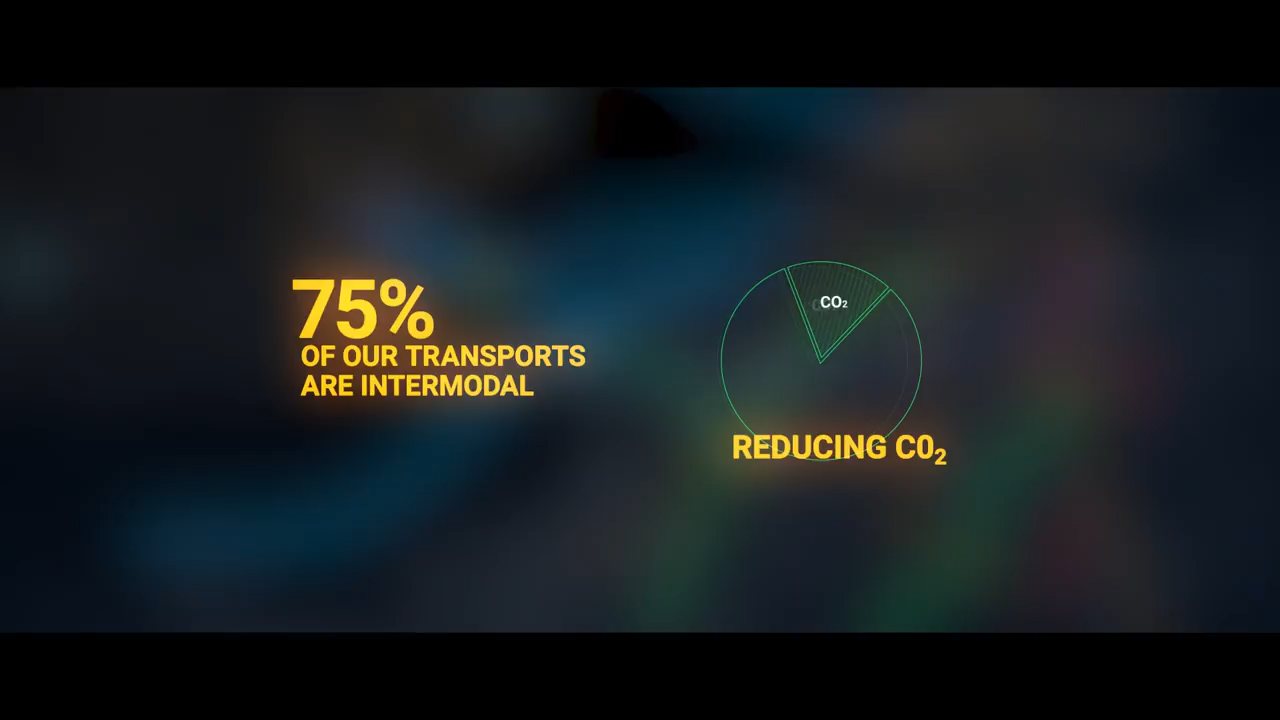 75%
OF OUR TRANSPORTS
ARE INTERMODAL
CO₂
REDUCING C0₂